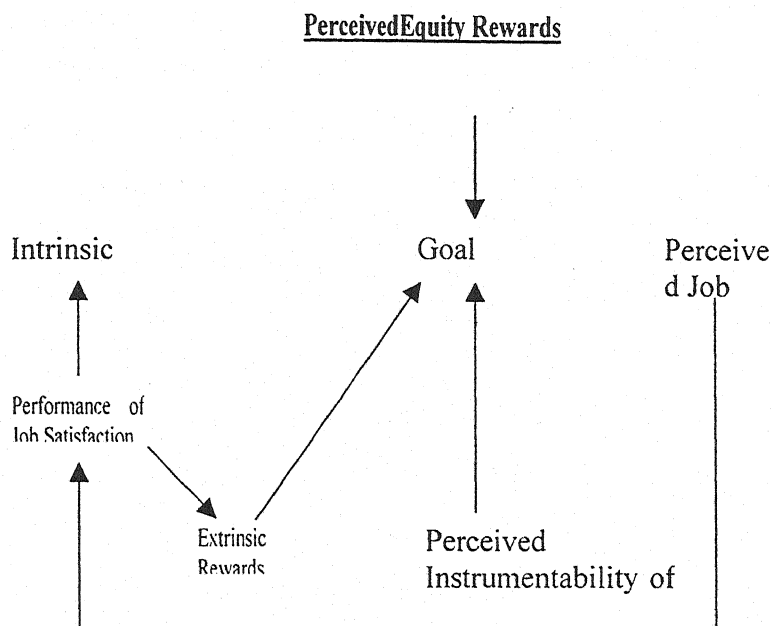 PerceivedEquity Rewards
Intrinsic
Goal
Perceive
d Job
Performance of
Job Satisfaction
Extrinsic
Rewards
Perceived
Instrumentability of